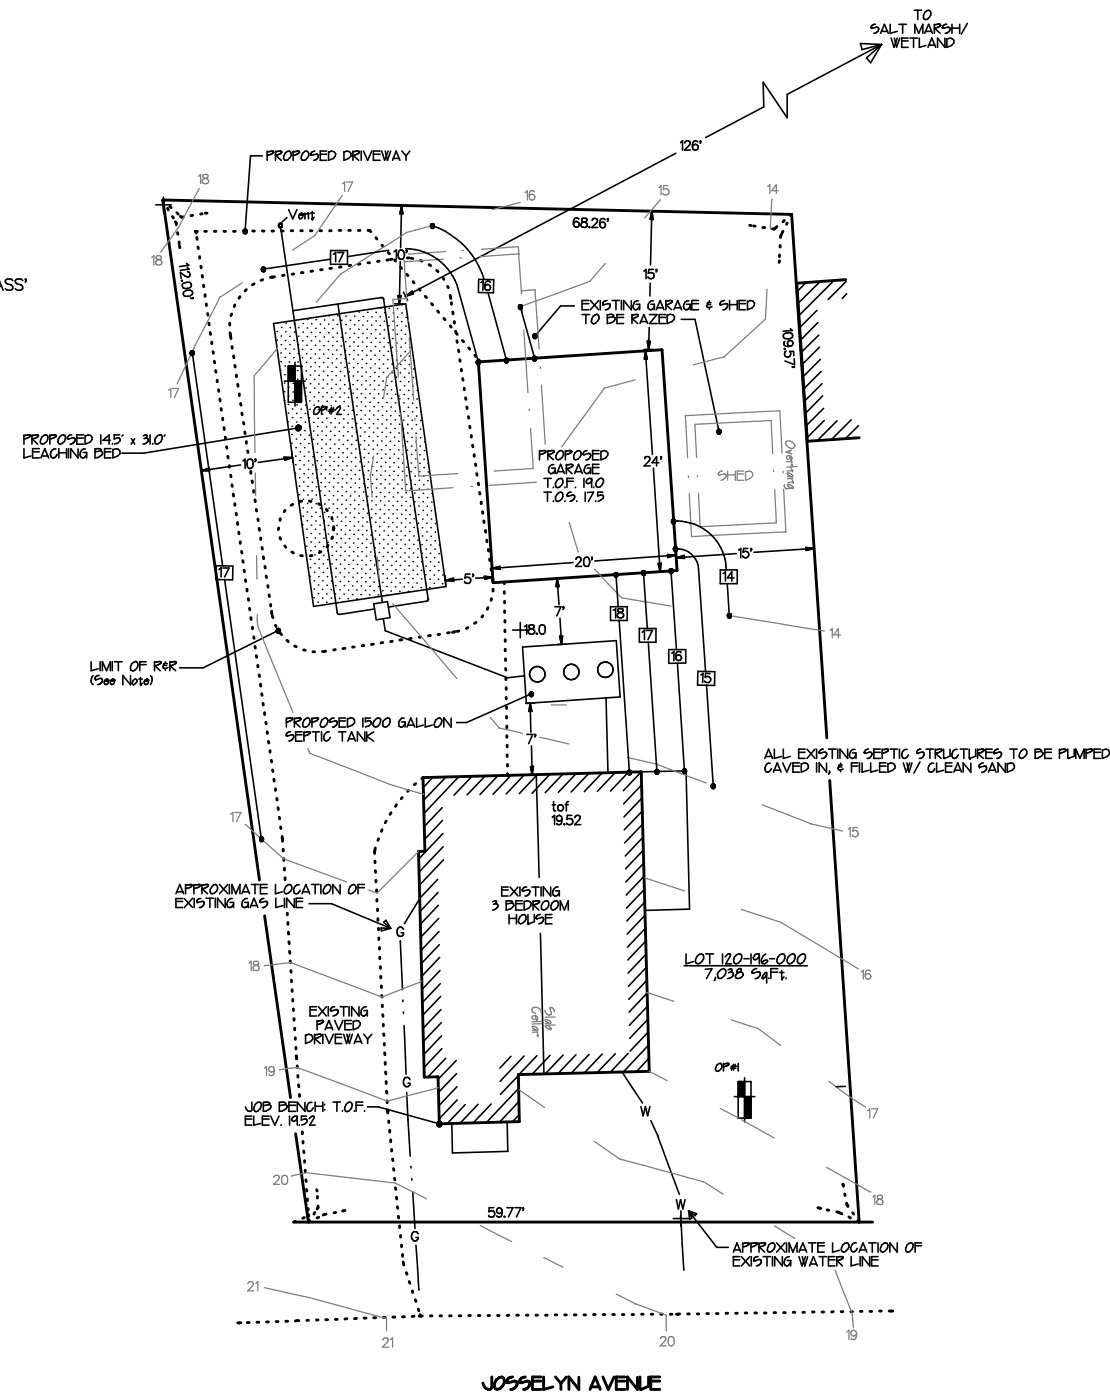 TO
SALT MARSH/
WETLAND
126'
PROPOSED DRIVEWAY
18
17
16
15
14
Vent
68.26'
18
112.00'
17
10'
16
15'
ASS'
EXISTING GARAGE & SHED
TO BE RAZED
109.57'
17
OP#2
PROPOSED 14.5' x 31.0'
LEACHING BED
10'
PROPOSED
GARAGE
T.O.F. 19.0
T.O.S. 17.5
24'
SHED
Overhang
20'
15'
5'
17
14
7'
18
17
16
15
14
18.0
LIMIT OF R&R
(See Note)
PROPOSED 1500 GALLON
SEPTIC TANK
7'
ALL EXISTING SEPTIC STRUCTURES TO BE PUMPED
CAVED IN, & FILLED W/ CLEAN SAND
tof
19.52
17
15
APPROXIMATE LOCATION OF
EXISTING GAS LINE
G
EXISTING
3 BEDROOM
HOUSE
LOT 120-196-000
7,038 Sq.Ft.
18
16
EXISTING
PAVED
DRIVEWAY
Slab
Cellar
19
G
OP#1
JOB BENCH: T.O.F.
ELEV. 19.52
W
17
20
18
W
59.77'
G
APPROXIMATE LOCATION OF
EXISTING WATER LINE
21
21
20
19
JOSSELYN AVENUE